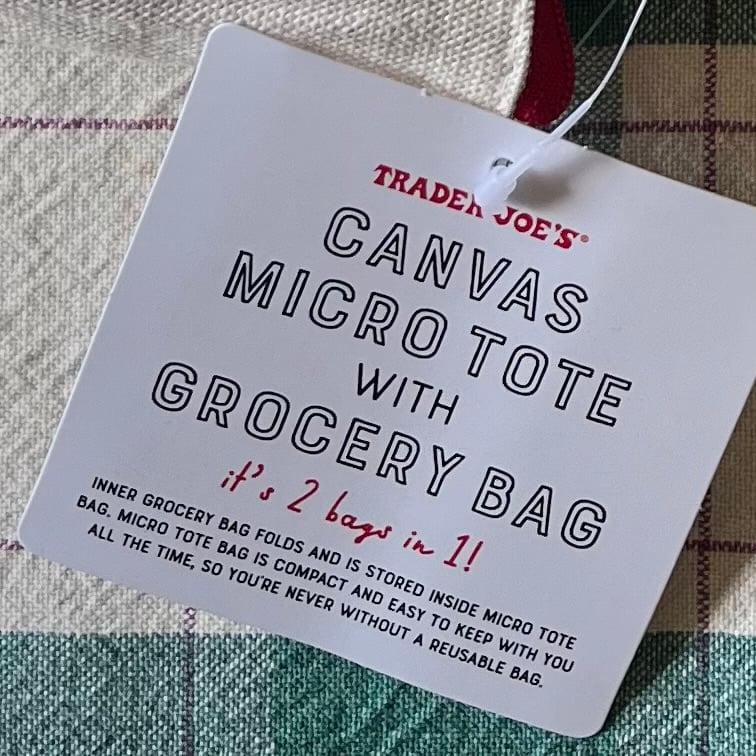 TRADER JOE'S®
CANVAS
MICRO TOTE
WITH
GROCERY BAG
it's 2 bags in 1!
INNER GROCERY BAG FOLDS AND IS STORED INSIDE MICRO TOTE
BAG. MICRO TOTE BAG IS COMPACT AND EASY TO KEEP WITH YOU
ALL THE TIME, SO YOU'RE NEVER WITHOUT A REUSABLE BAG.